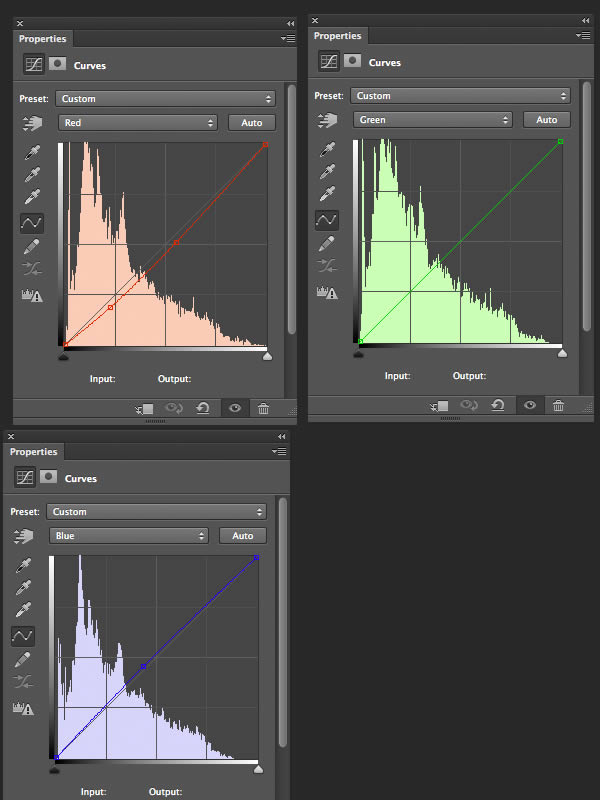 Properties
Curves
Preset: Custom
Red Auto
Input: Output:
Properties
Curves
Preset: Custom
Green Auto
Input: Output:
Properties
Curves
Preset: Custom
Blue Auto
Input: Output: